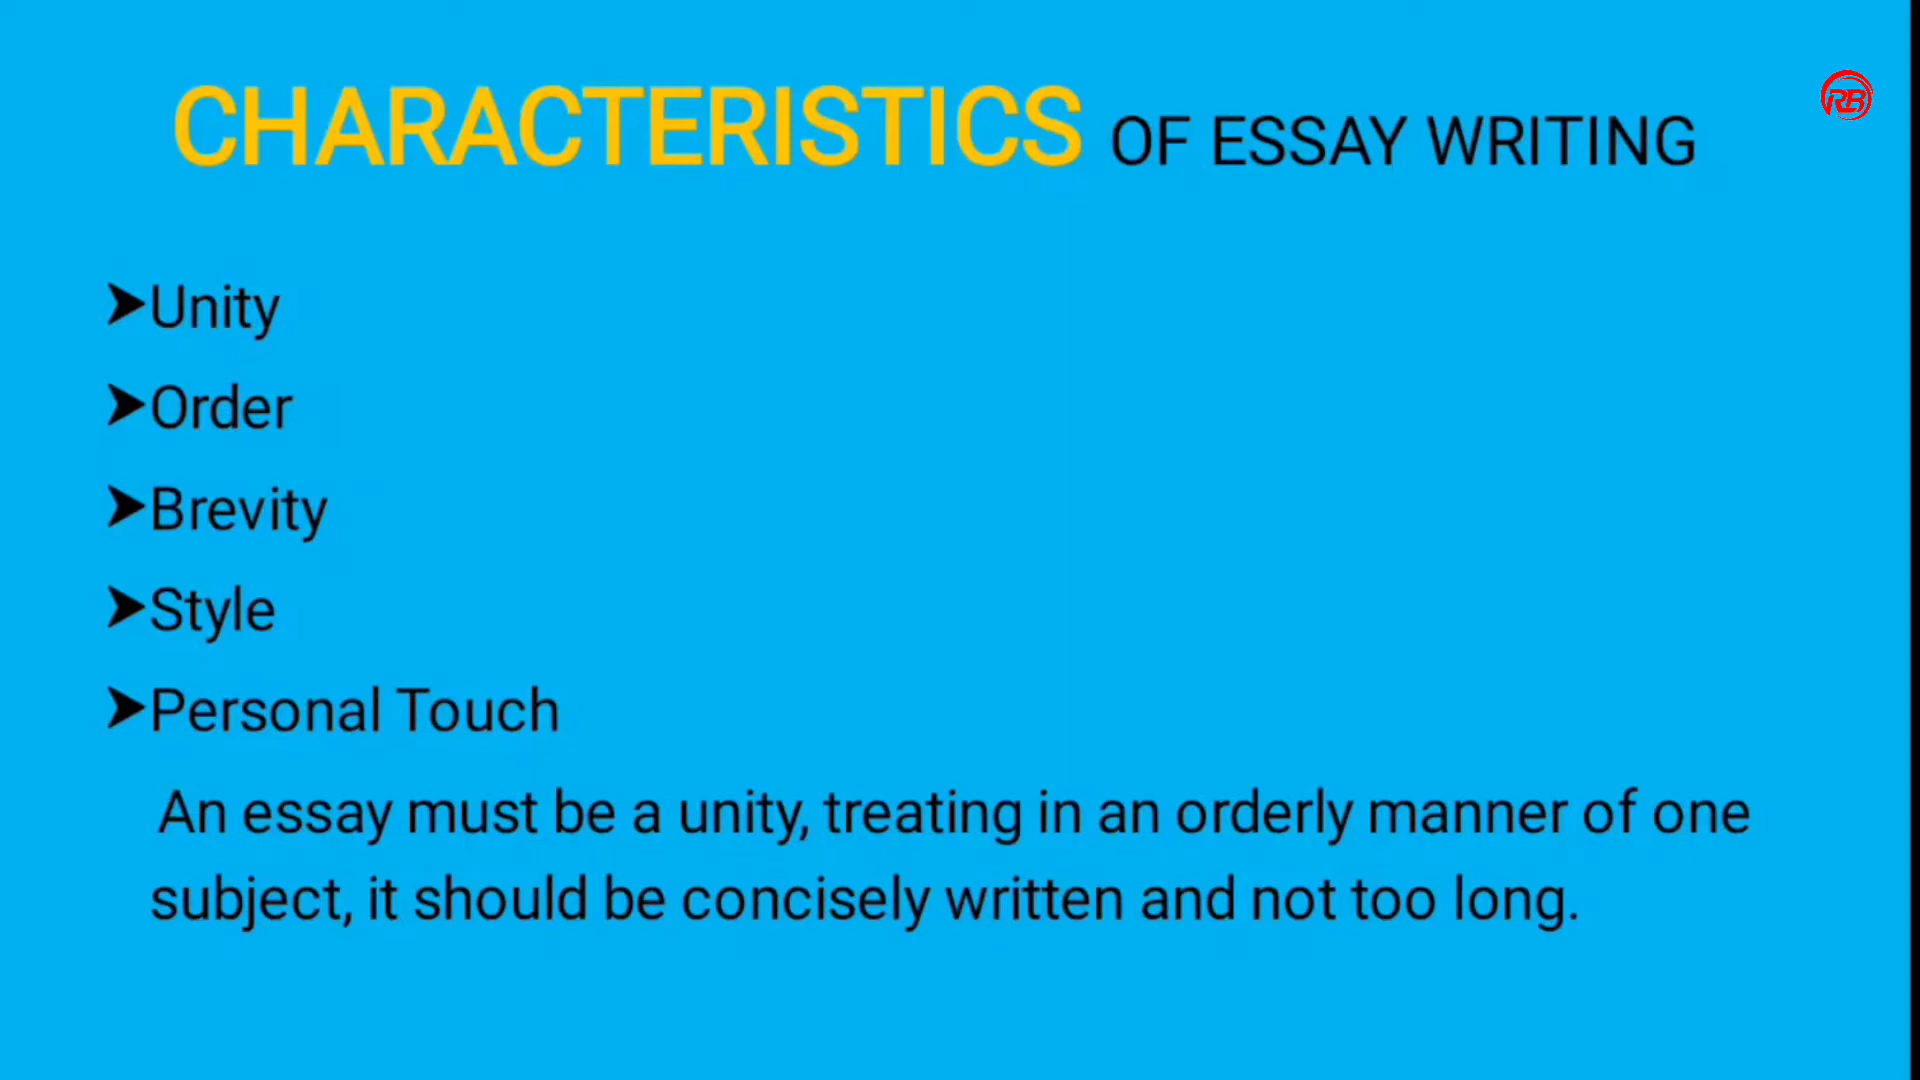 CHARACTERISTICS OF ESSAY WRITING
RB
➤Unity
➤Order
➤Brevity
➤Style
➤Personal Touch
An essay must be a unity, treating in an orderly manner of one
subject, it should be concisely written and not too long.